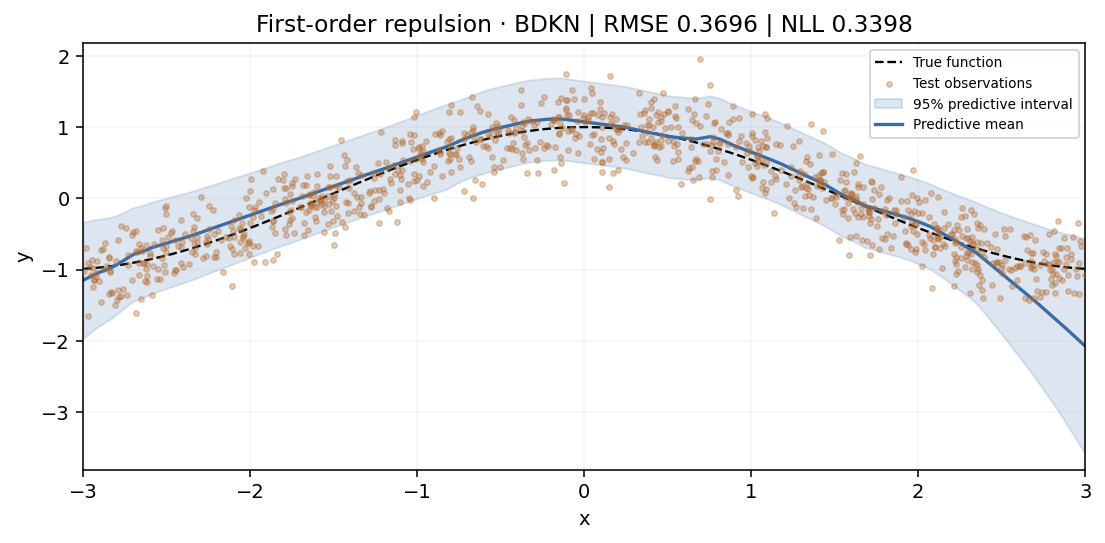 First-order repulsion · BDKN | RMSE 0.3696 | NLL 0.3398
True function
Test observations
95% predictive interval
Predictive mean
y
2
1
0
−1
−2
−3
−3
−2
−1
0
1
2
3
x